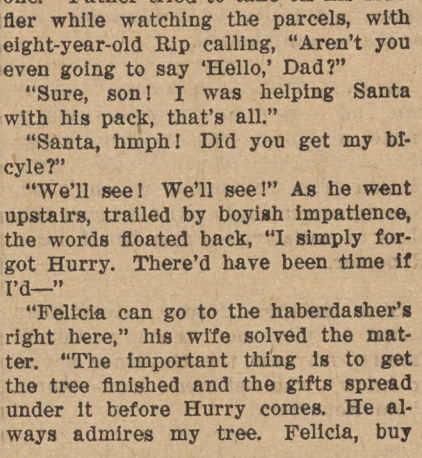 fler while watching the parcels, with
eight-year-old Rip calling, “Aren’t you
even going to say ‘Hello,’ Dad?”
“Sure, son! I was helping Santa
with his pack, that’s all.”
“Santa, hmph! Did you get my bi-
cyle?”
“We’ll see! We’ll see!” As he went
upstairs, trailed by boyish impatience,
the words floated back, “I simply for-
got Hurry. There’d have been time if
I’d—”
“Felicia can go to the haberdasher’s
right here,” his wife solved the mat-
ter. “The important thing is to get
the tree finished and the gifts spread
under it before Hurry comes. He al-
ways admires my tree. Felicia, buy